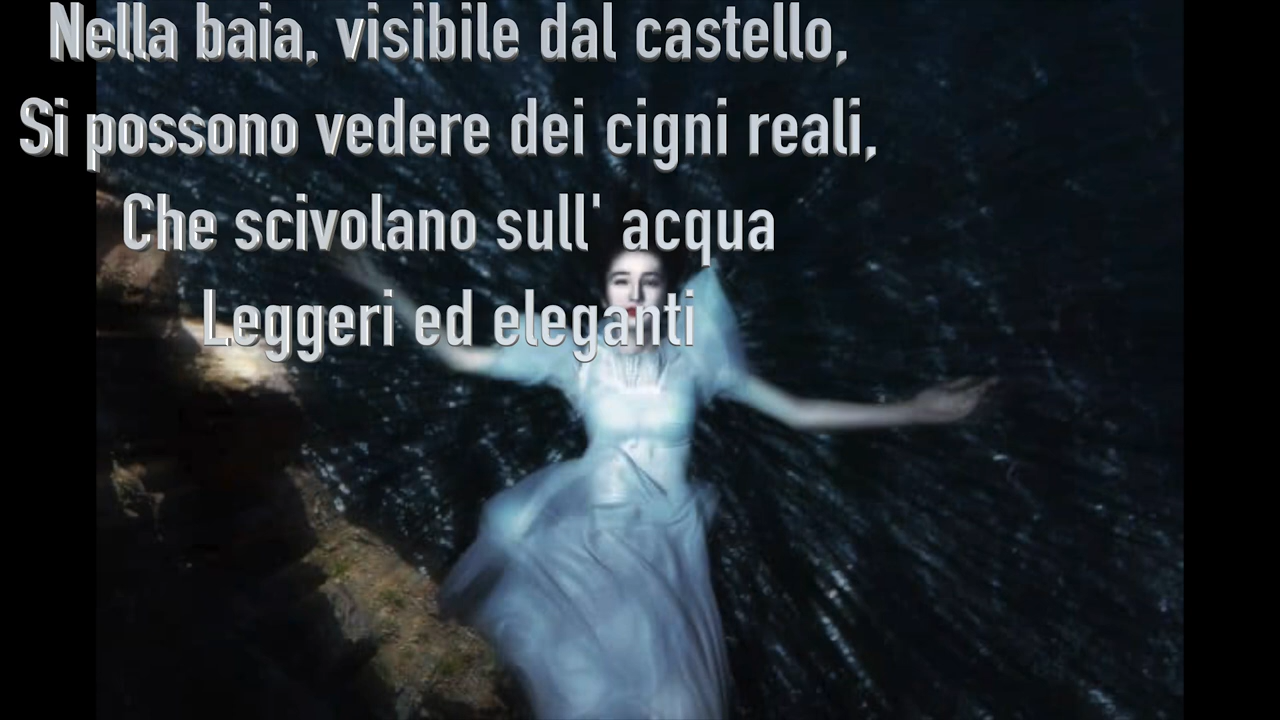 Nella baia, visibile dal castello,
Si possono vedere dei cigni reali,
Che scivolano sull' acqua
Leggeri ed eleganti